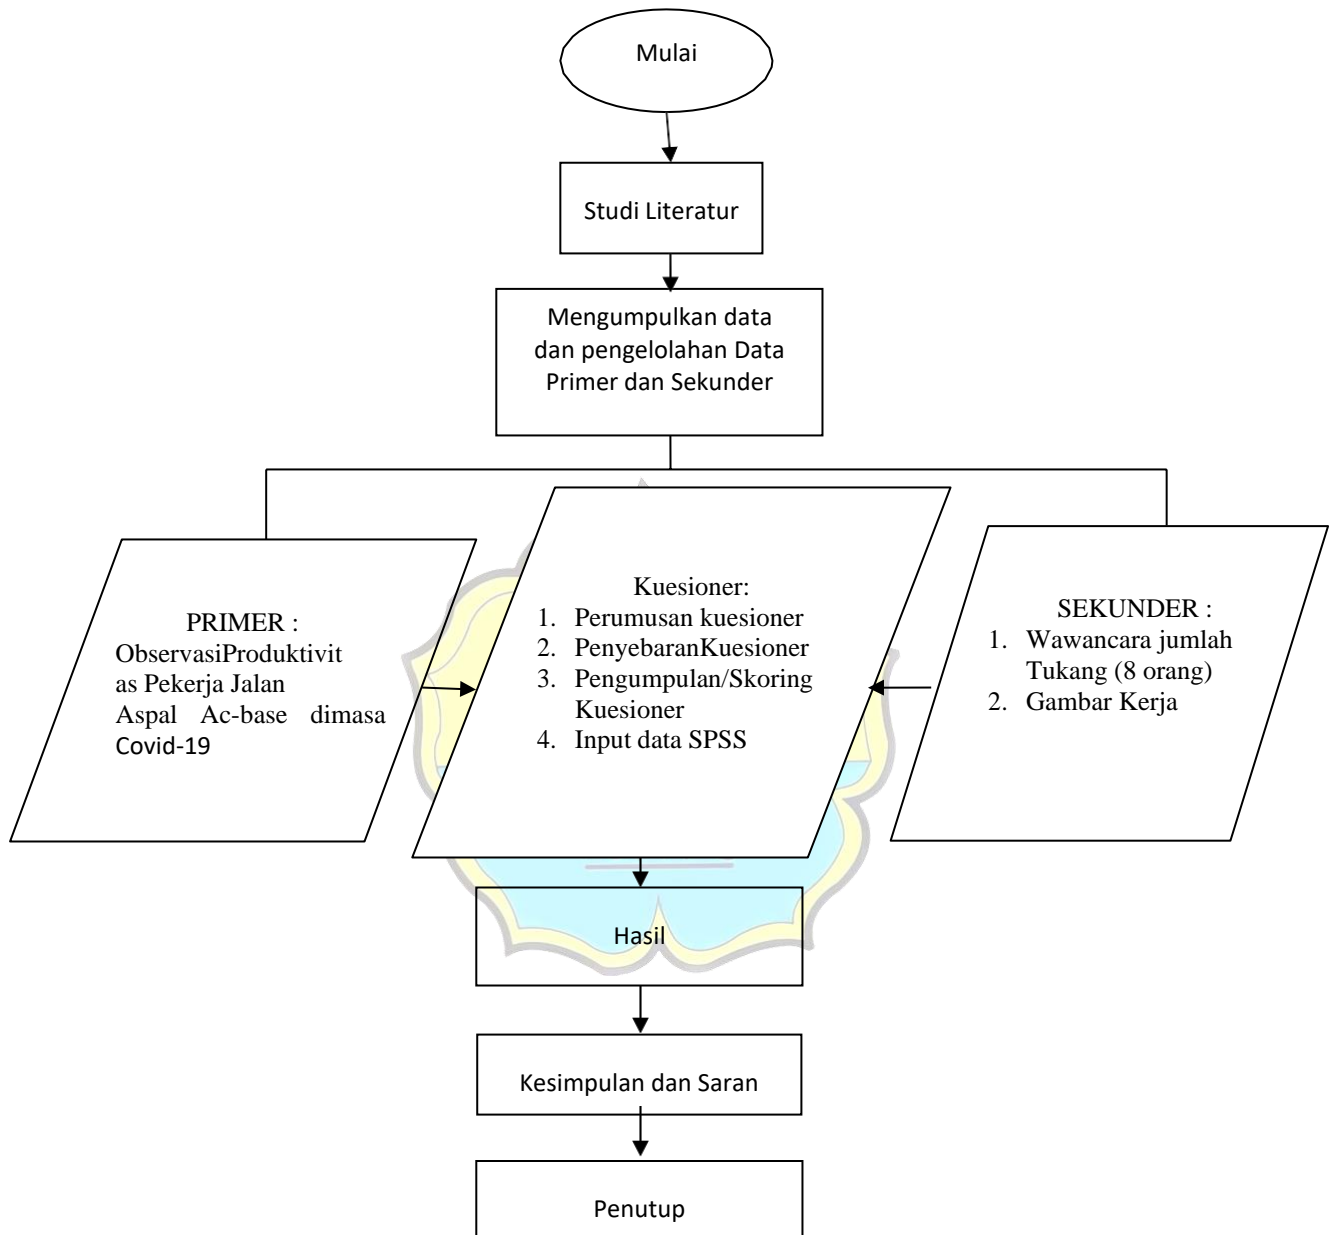 Mulai
Studi Literatur
Mengumpulkan data
dan pengelolahan Data
Primer dan Sekunder
PRIMER :
ObservasiProduktivit
as Pekerja Jalan
Aspal Ac-base dimasa
Covid-19
Kuesioner:
1. Perumusan kuesioner
2. PenyebaranKuesioner
3. Pengumpulan/Skoring
Kuesioner
4. Input data SPSS
SEKUNDER :
1. Wawancara jumlah
Tukang (8 orang)
2. Gambar Kerja
Hasil
Kesimpulan dan Saran
Penutup